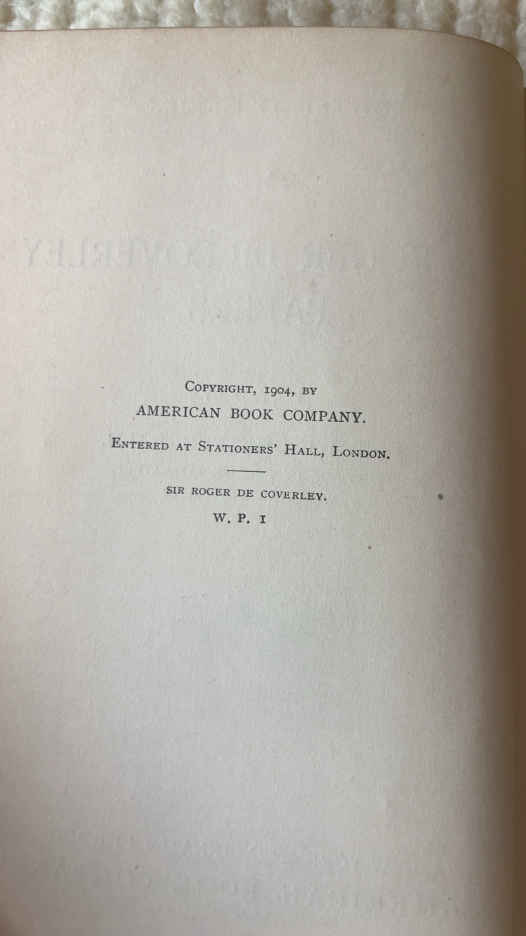 COPYRIGHT, 1904, BY
AMERICAN BOOK COMPANY.
ENTERED AT STATIONERS' HALL, LONDON.
SIR ROGER DE COVERLEY.
W. P. I